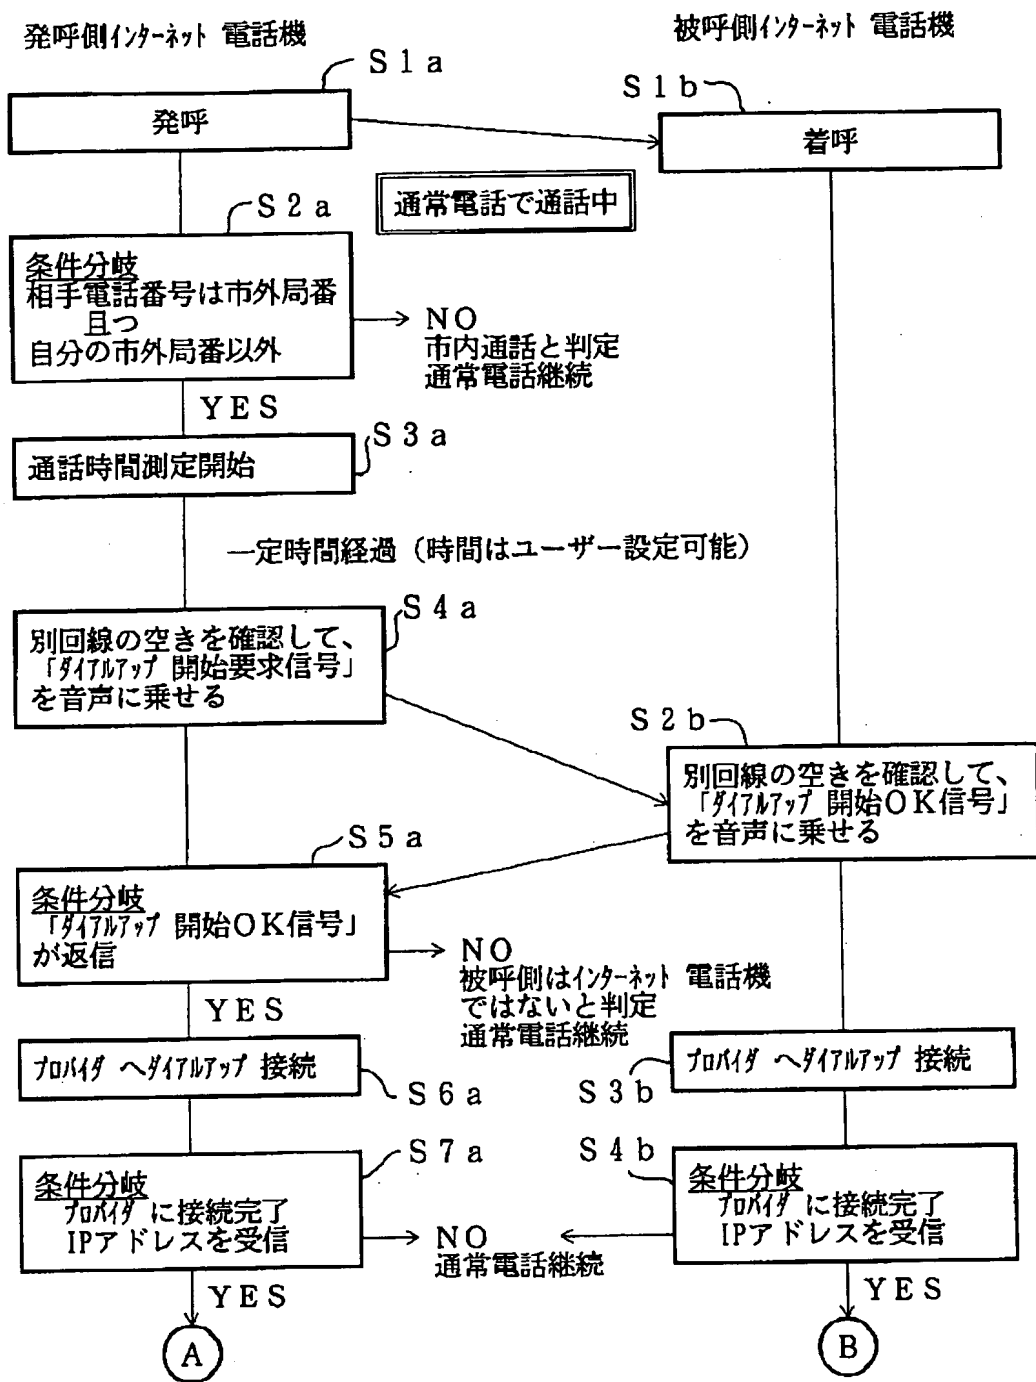 発呼側インターネット 電話機
被呼側インターネット 電話機
S1a
S1b
発呼
着呼
通常電話で通話中
S2a
条件分岐
相手電話番号は市外局番
且つ
自分の市外局番以外
NO
市内通話と判定
通常電話継続
YES
S3a
通話時間測定開始
一定時間経過（時間はユーザー設定可能）
S4a
別回線の空きを確認して、
「ダイアルアップ 開始要求信号」
を音声に乗せる
S2b
別回線の空きを確認して、
「ダイアルアップ 開始OK信号」
を音声に乗せる
S5a
条件分岐
「ダイアルアップ 開始OK信号」
が返信
NO
被呼側はインターネット 電話機
ではないと判定
通常電話継続
YES
プロバイダ へダイアルアップ 接続
S6a
S3b
プロバイダ へダイアルアップ 接続
S7a
S4b
条件分岐
プロバイダ に接続完了
IPアドレスを受信
NO
通常電話継続
条件分岐
プロバイダ に接続完了
IPアドレスを受信
YES
YES
A
B